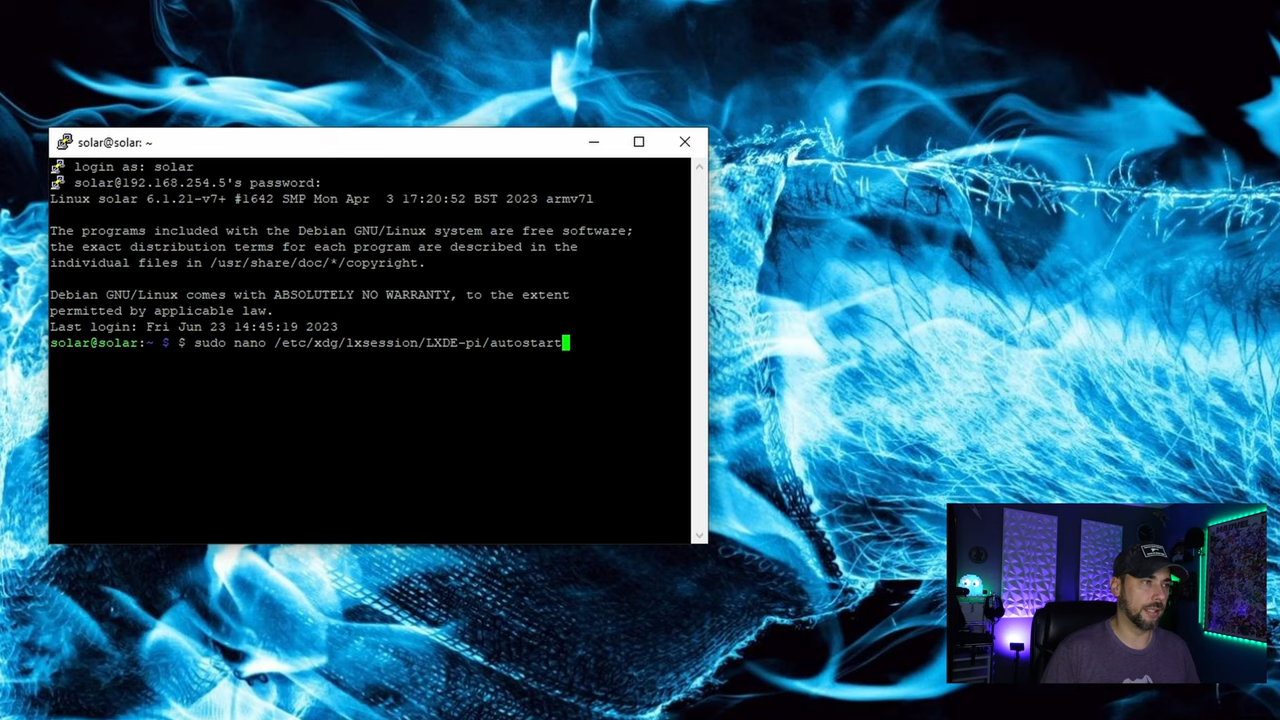 solar@solar: ~
login as: solar
solar@192.168.254.5's password:
Linux solar 6.1.21-v7+ #1642 SMP Mon Apr  3 17:20:52 BST 2023 armv7l
The programs included with the Debian GNU/Linux system are free software;
the exact distribution terms for each program are described in the
individual files in /usr/share/doc/*/copyright.
Debian GNU/Linux comes with ABSOLUTELY NO WARRANTY, to the extent
permitted by applicable law.
Last login: Fri Jun 23 14:45:19 2023
solar@solar:~ $ $ sudo nano /etc/xdg/lxsession/LXDE-pi/autostart
MARVEL